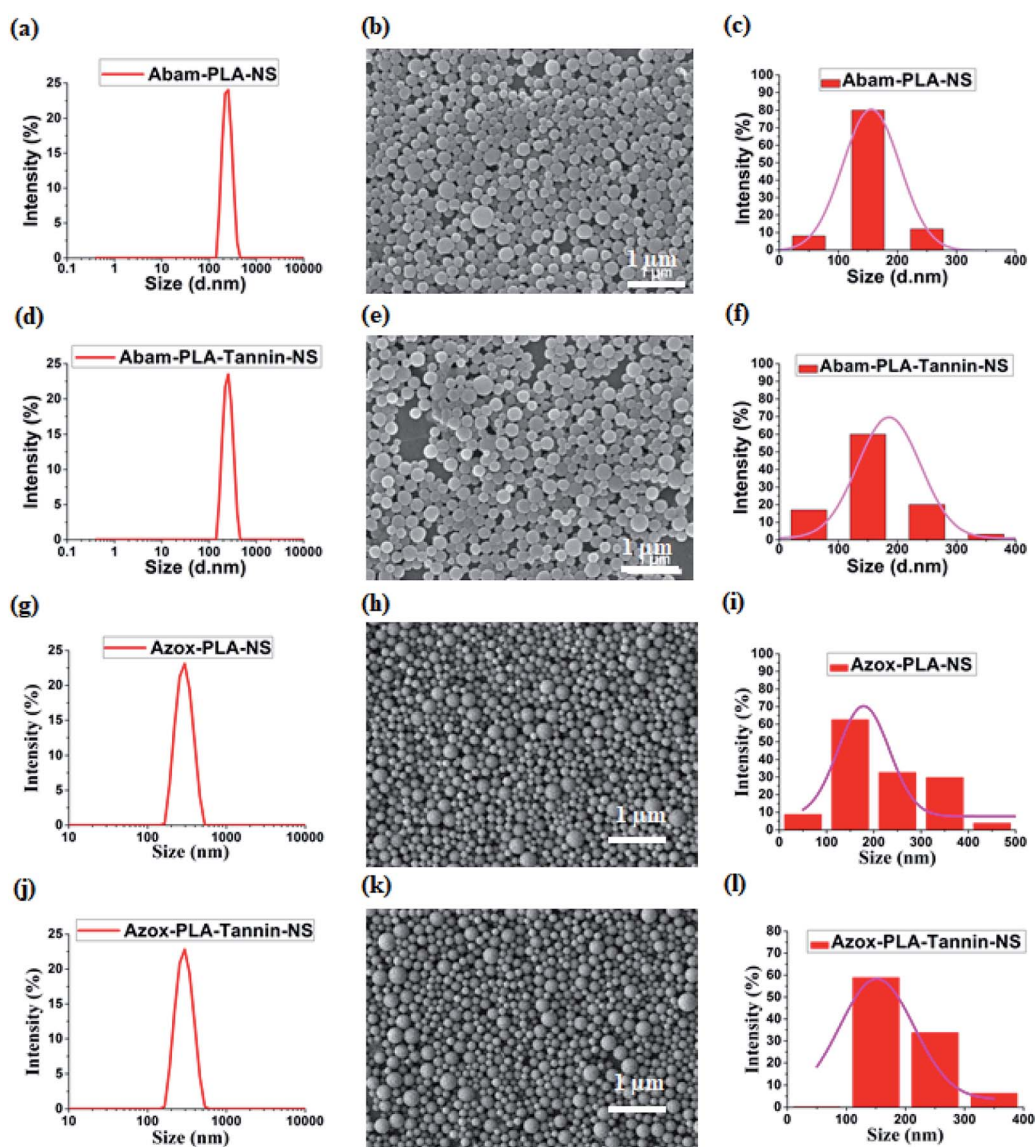 (a)
(b)
(c)
Abam-PLA-NS
Intensity (%)
25
20
15
10
5
0
0.1 1 10 100 1000 10000
Size (d.nm)
1 µm
1 µm
Abam-PLA-NS
Intensity (%)
100
90
80
70
60
50
40
30
20
10
0
0 100 200 300 400
Size (d.nm)
(d)
(e)
(f)
Abam-PLA-Tannin-NS
Intensity (%)
25
20
15
10
5
0
0.1 1 10 100 1000 10000
Size (d.nm)
1 µm
µm
Abam-PLA-Tannin-NS
Intensity (%)
100
90
80
70
60
50
40
30
20
10
0
0 100 200 300 400
Size (d.nm)
(g)
(h)
(i)
Azox-PLA-NS
Intensity (%)
25
20
15
10
5
0
10 100 1000 10000
Size (nm)
1 µm
Azox-PLA-NS
Intensity (%)
100
90
80
70
60
50
40
30
20
10
0
0 100 200 300 400 500
Size (nm)
(j)
(k)
(l)
Azox-PLA-Tannin-NS
Intensity (%)
25
20
15
10
5
0
10 100 1000 10000
Size (nm)
1 µm
Azox-PLA-Tannin-NS
Intensity (%)
80
70
60
50
40
30
20
10
0
0 100 200 300 400
Size (nm)